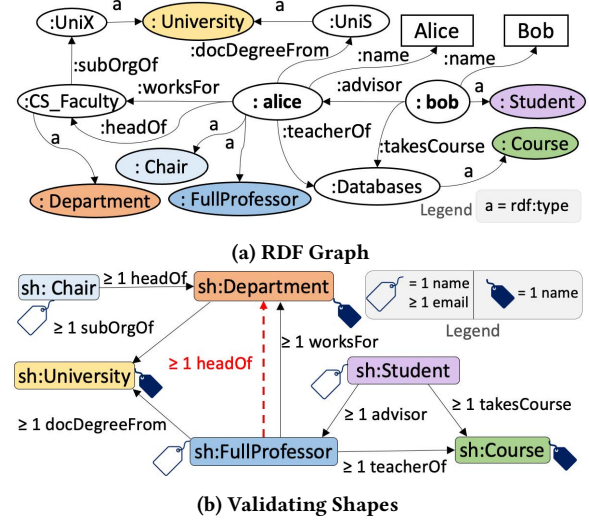 a
a
:UniX
: University
:UniS
Alice
Bob
:docDegreeFrom
:name
:name
:subOrgOf
:worksFor
:advisor
a
:CS_Faculty
: alice
: bob
: Student
a
:headOf
a
:teacherOf
:takesCourse
: Course
: Chair
a
a
: Department
: FullProfessor
:Databases
Legend
a = rdf:type
(a) RDF Graph
sh: Chair
≥ 1 headOf
sh:Department
= 1 name
≥ 1 email
= 1 name
Legend
≥ 1 subOrgOf
≥ 1 headOf
≥ 1 worksFor
sh:University
sh:Student
≥ 1 docDegreeFrom
≥ 1 advisor
≥ 1 takesCourse
sh:FullProfessor
≥ 1 teacherOf
sh:Course
(b) Validating Shapes